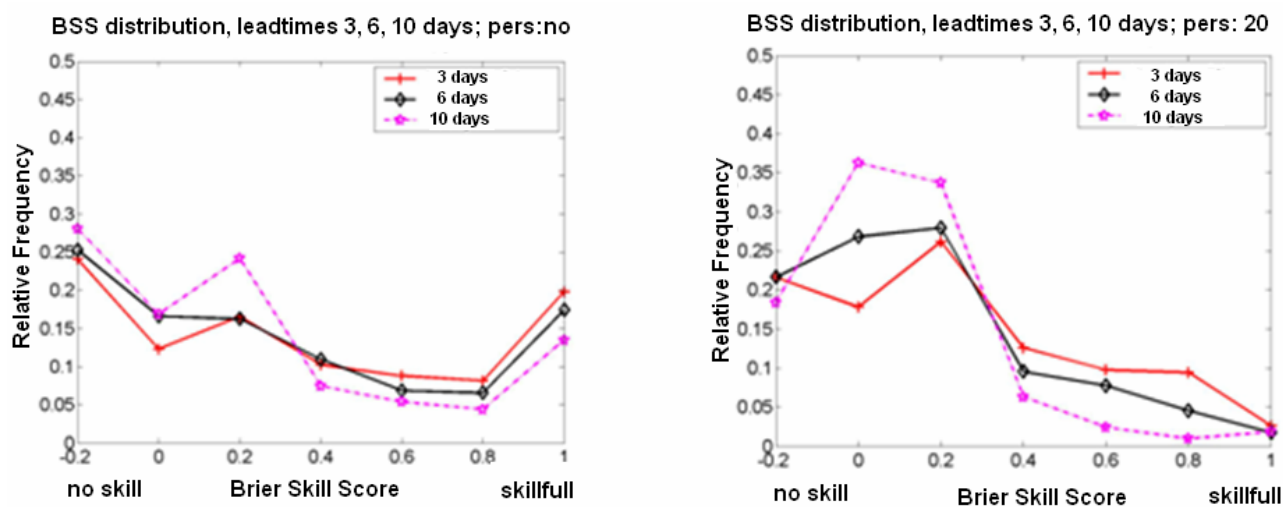 BSS distribution, leadtimes 3, 6, 10 days; pers:no
0.5
0.45
0.4
0.35
0.3
0.25
0.2
0.15
0.1
0.05
0
Relative Frequency
3 days
6 days
10 days
-0.2 0 0.2 0.4 0.6 0.8 1
no skill Brier Skill Score skillfull
BSS distribution, leadtimes 3, 6, 10 days; pers: 20
0.5
0.45
0.4
0.35
0.3
0.25
0.2
0.15
0.1
0.05
0
Relative Frequency
3 days
6 days
10 days
-0.2 0 0.2 0.4 0.6 0.8 1
no skill Brier Skill Score skillfull